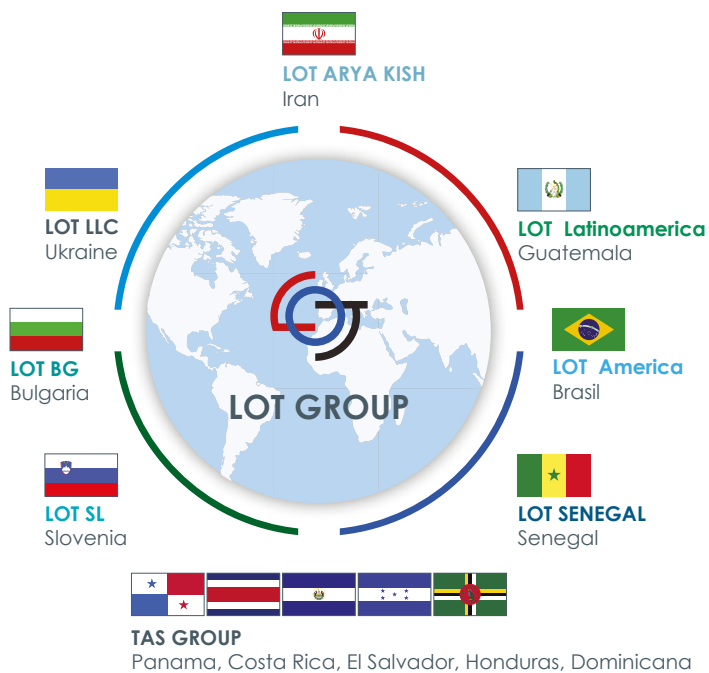 LOT ARYA KISH
Iran
LOT LLC
Ukraine
LOT Latinoamerica
Guatemala
LOT BG
Bulgaria
LOT America
Brasil
LOT GROUP
LOT SL
Slovenia
LOT SENEGAL
Senegal
TAS GROUP
Panama, Costa Rica, El Salvador, Honduras, Dominicana